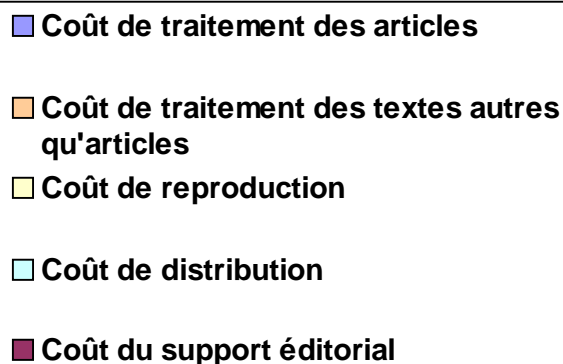 Coût de traitement des articles
Coût de traitement des textes autres
qu'articles
Coût de reproduction
Coût de distribution
Coût du support éditorial